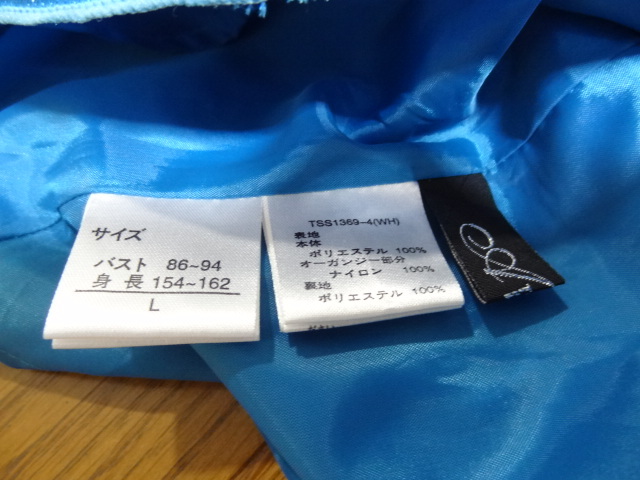 サイズ
バスト 86~94
身長 154~162
L
TSS1369-4(WH)
表地
本体
ポリエステル 100%
オーガンジー部分
ナイロン 100%
裏地
ポリエステル 100%